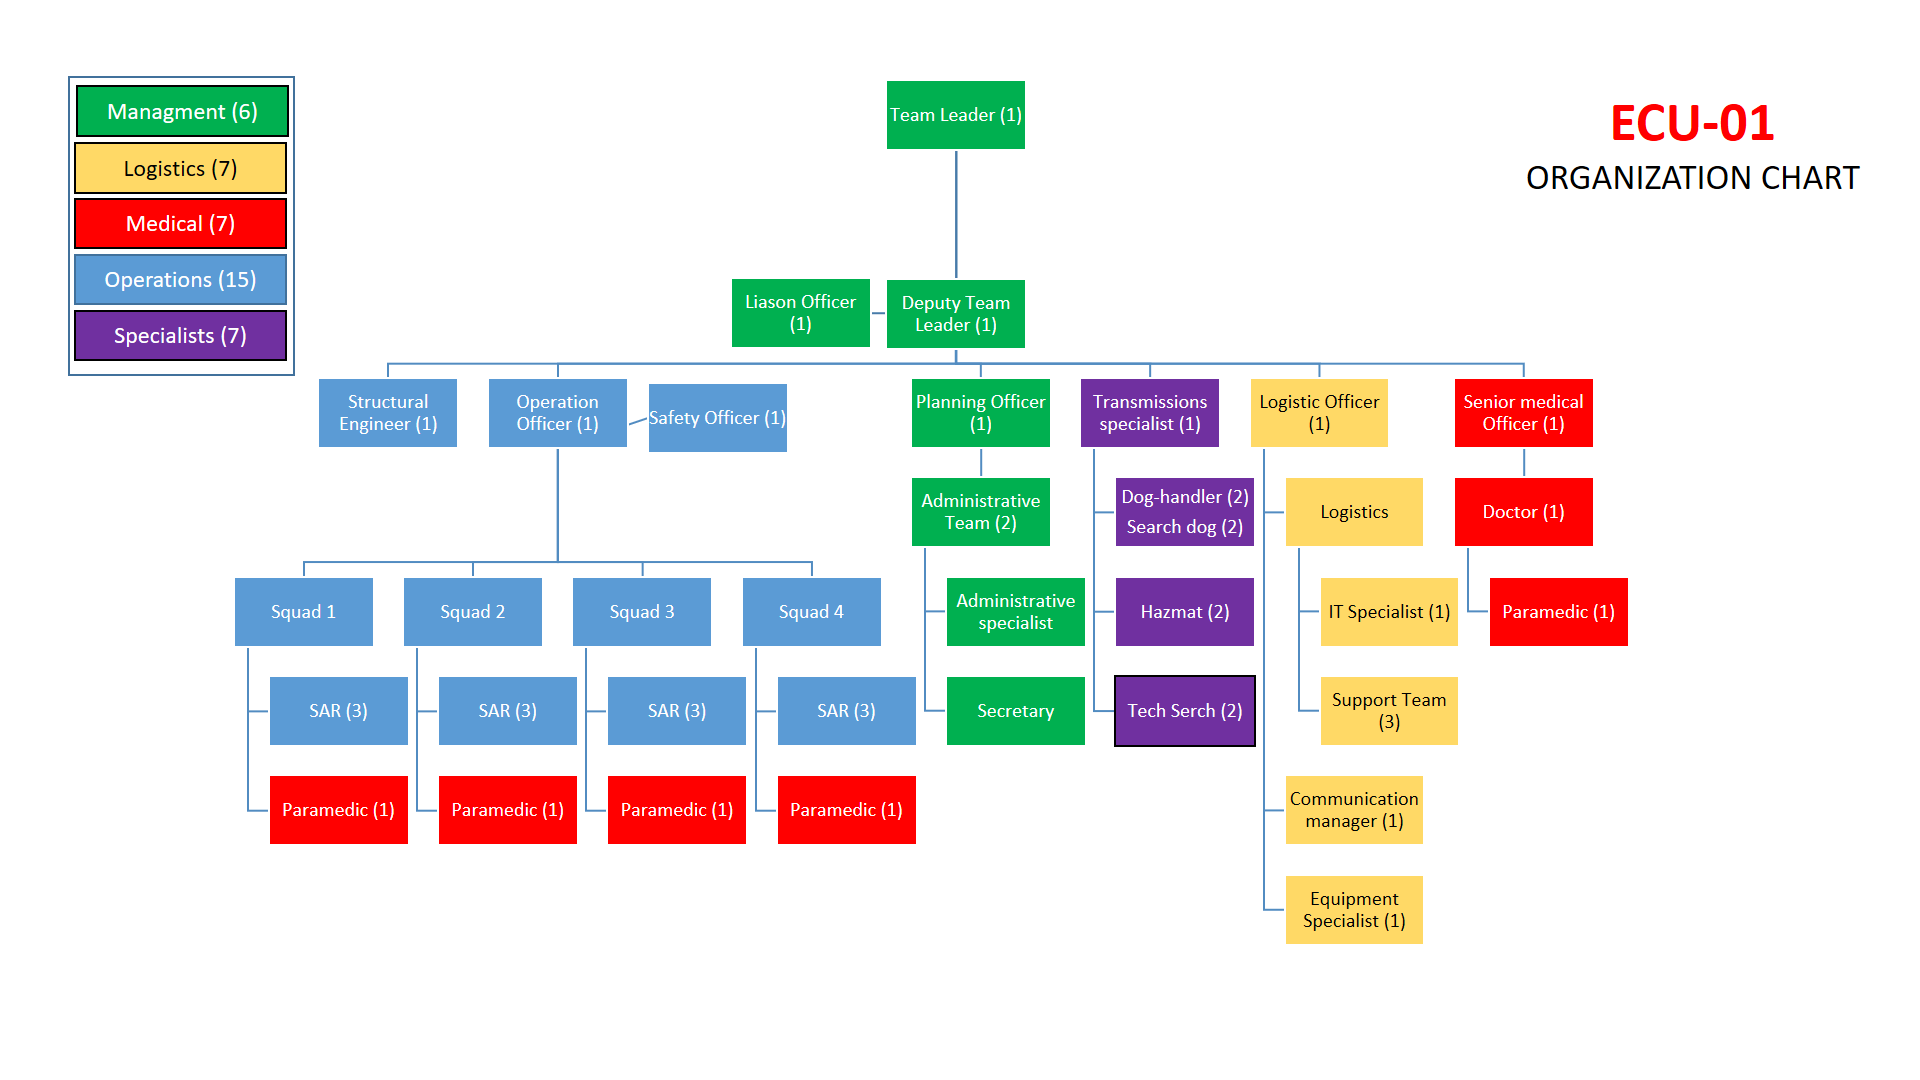 Managment (6)
Logistics (7)
Medical (7)
Operations (15)
Specialists (7)
ECU-01
ORGANIZATION CHART
Team Leader (1)
Liason Officer
(1)
Deputy Team
Leader (1)
Structural
Engineer (1)
Operation
Officer (1)
Safety Officer (1)
Planning Officer
(1)
Transmissions
specialist (1)
Logistic Officer
(1)
Senior medical
Officer (1)
Administrative
Team (2)
Dog-handler (2)
Search dog (2)
Logistics
Doctor (1)
Squad 1
Squad 2
Squad 3
Squad 4
Administrative
specialist
Hazmat (2)
IT Specialist (1)
Paramedic (1)
SAR (3)
SAR (3)
SAR (3)
SAR (3)
Secretary
Tech Serch (2)
Support Team
(3)
Paramedic (1)
Paramedic (1)
Paramedic (1)
Paramedic (1)
Communication
manager (1)
Equipment
Specialist (1)